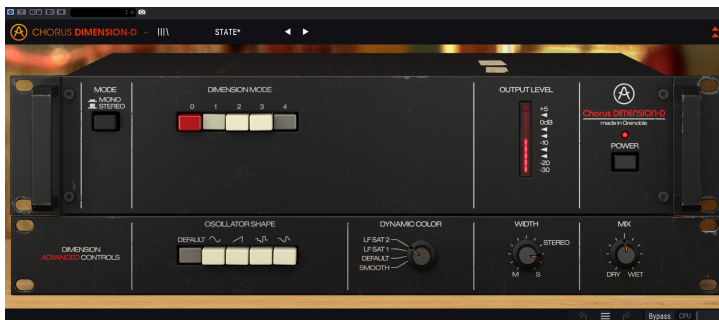 CHORUS DIMENSION-D
STATE*
MODE
MONO
STEREO
DIMENSION MODE
0 1 2 3 4
OUTPUT LEVEL
+5
0dB
-10
-20
-30
Chorus DIMENSION-D
made in Grenoble
POWER
DIMENSION
ADVANCED CONTROLS
OSCILLATOR SHAPE
DEFAULT
DYNAMIC COLOR
LF SAT 2
LF SAT 1
DEFAULT
SMOOTH
WIDTH
STEREO
M S
MIX
DRY WET
Bypass CPU